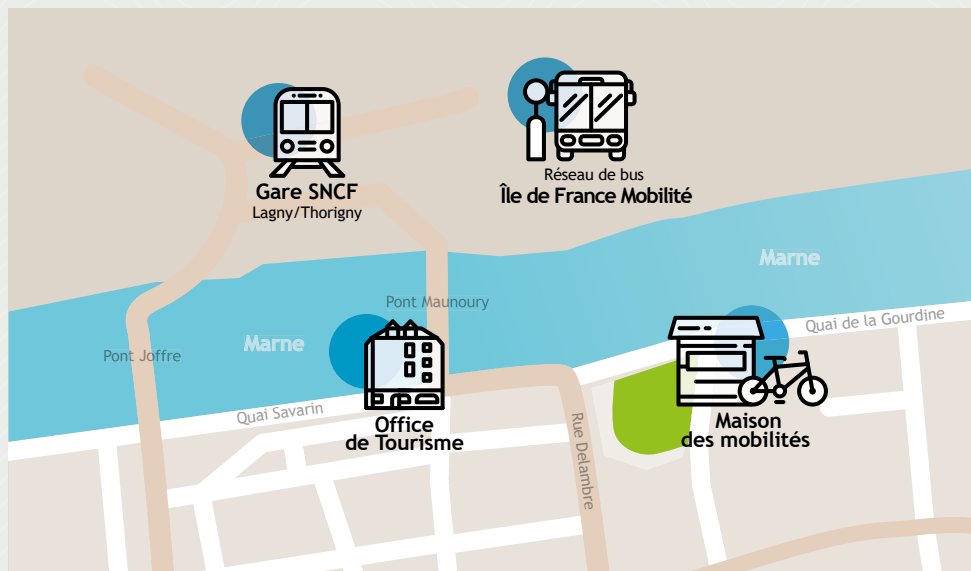 Gare SNCF
Lagny/Thorigny
Réseau de bus
Île de France Mobilité
Marne
Pont Maunoury
Quai de la Gourdine
Marne
Pont Joffre
Quai Savarin
Office
de Tourisme
Rue Delambre
Maison
des mobilités